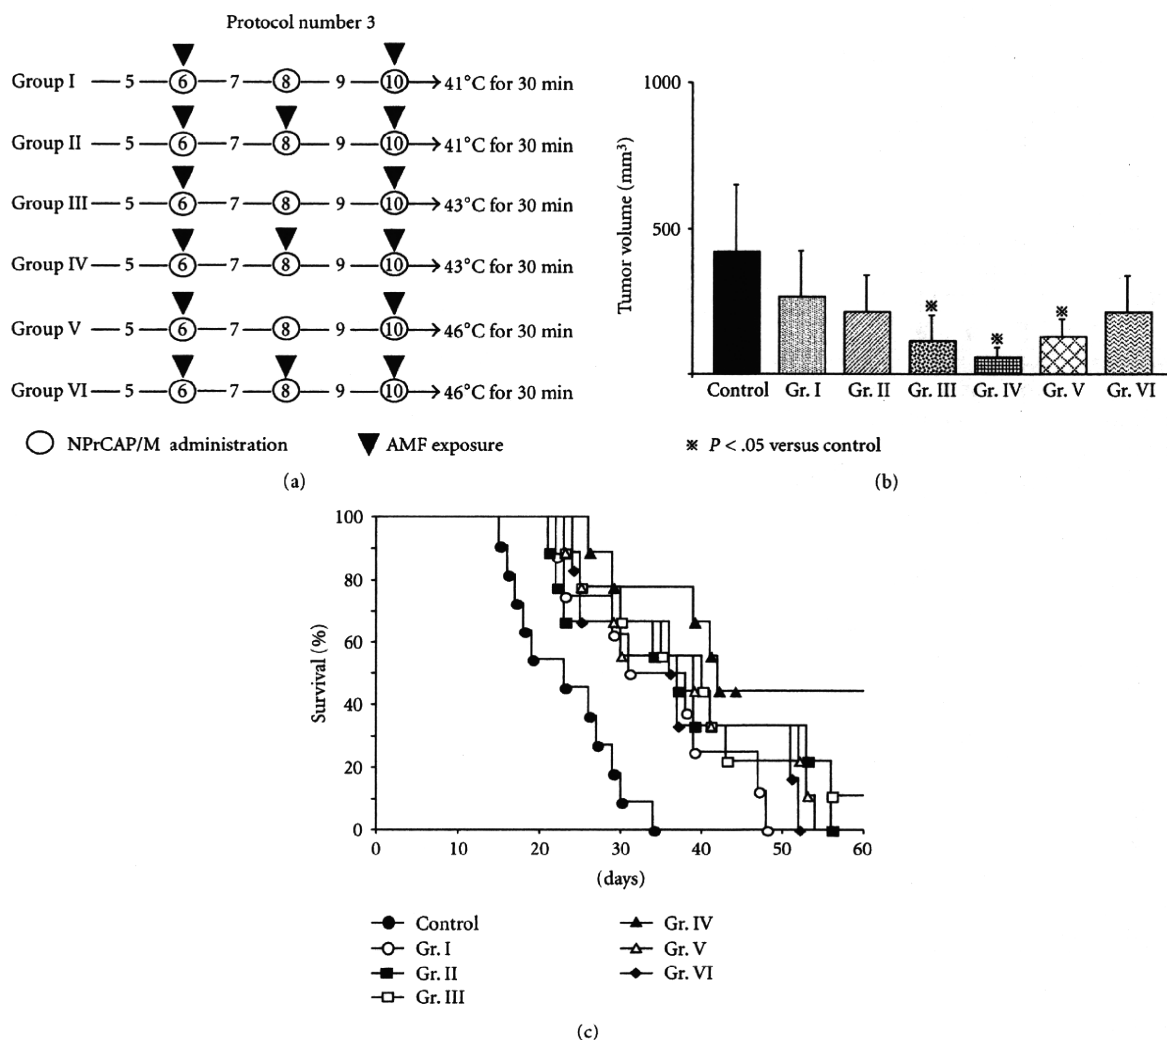 Protocol number 3
Group I 5 6 7 8 9 10 41°C for 30 min
Group II 5 6 7 8 9 10 41°C for 30 min
Group III 5 6 7 8 9 10 43°C for 30 min
Group IV 5 6 7 8 9 10 43°C for 30 min
Group V 5 6 7 8 9 10 46°C for 30 min
Group VI 5 6 7 8 9 10 46°C for 30 min
NPrCAP/M administration AMF exposure
(a)
Tumor volume (mm³)
1000
500
0
※ ※ ※
Control Gr. I Gr. II Gr. III Gr. IV Gr. V Gr. VI
※ P < .05 versus control
(b)
Survival (%)
100
80
60
40
20
0
0 10 20 30 40 50 60
(days)
Control
Gr. I
Gr. II
Gr. III
Gr. IV
Gr. V
Gr. VI
(c)